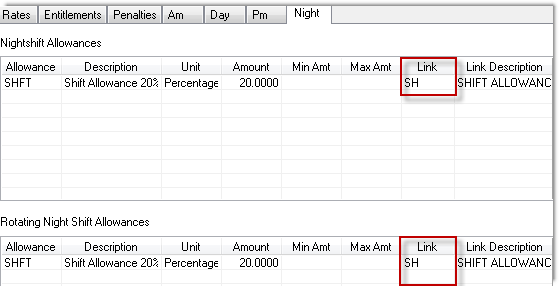 Rates Entitlements Penalties Am Day Pm Night
Nightshift Allowances
Allowance Description Unit Amount Min Amt Max Amt Link Link Description
SHFT Shift Allowance 20% Percentage 20.0000 SH SHIFT ALLOWANC
Rotating Night Shift Allowances
Allowance Description Unit Amount Min Amt Max Amt Link Link Description
SHFT Shift Allowance 20% Percentage 20.0000 SH SHIFT ALLOWANC